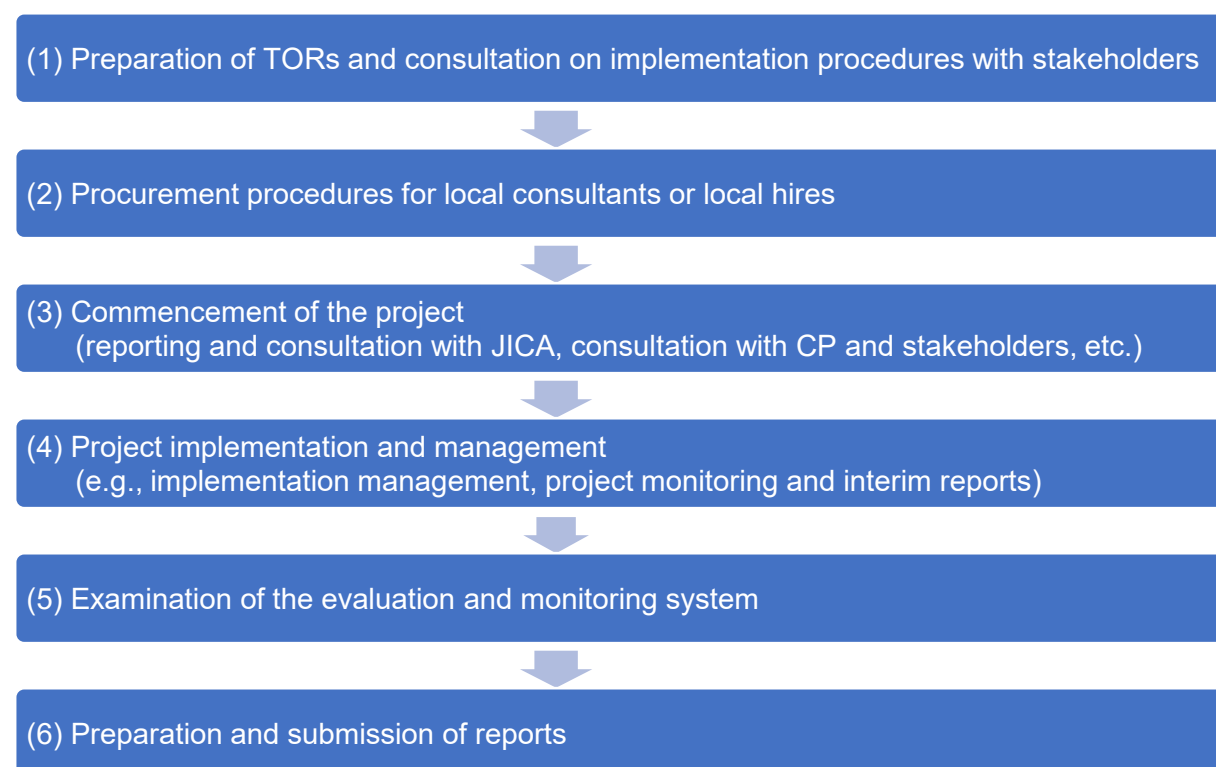 (1) Preparation of TORs and consultation on implementation procedures with stakeholders
(2) Procurement procedures for local consultants or local hires
(3) Commencement of the project
(reporting and consultation with JICA, consultation with CP and stakeholders, etc.)
(4) Project implementation and management
(e.g., implementation management, project monitoring and interim reports)
(5) Examination of the evaluation and monitoring system
(6) Preparation and submission of reports